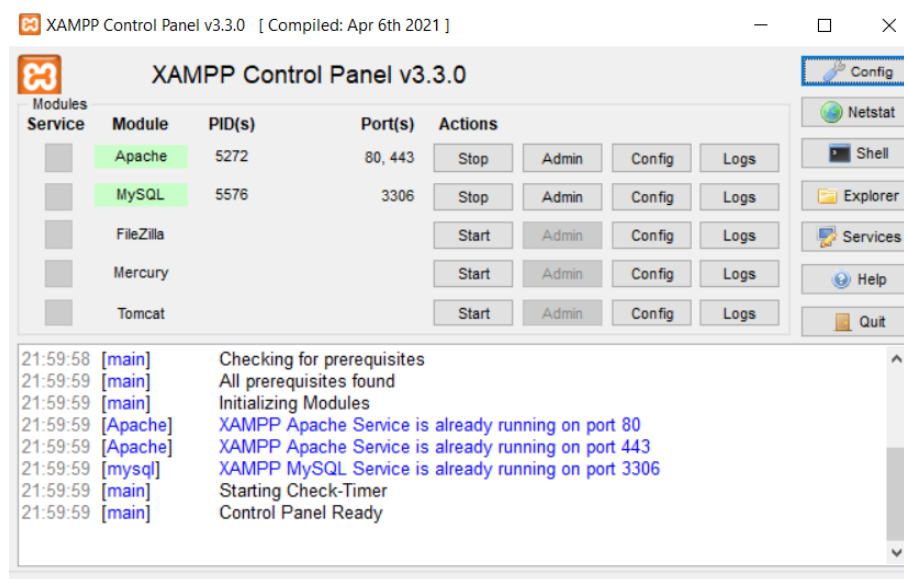 XAMPP Control Panel v3.3.0 [ Compiled: Apr 6th 2021 ]
XAMPP Control Panel v3.3.0
Config
Modules
Service Module PID(s) Port(s) Actions
Netstat
Apache 5272 80, 443 Stop Admin Config Logs
Shell
MySQL 5576 3306 Stop Admin Config Logs
Explorer
FileZilla Start Admin Config Logs
Services
Mercury Start Admin Config Logs
Help
Tomcat Start Admin Config Logs
Quit
21:59:58 [main] Checking for prerequisites
21:59:59 [main] All prerequisites found
21:59:59 [main] Initializing Modules
21:59:59 [Apache] XAMPP Apache Service is already running on port 80
21:59:59 [Apache] XAMPP Apache Service is already running on port 443
21:59:59 [mysql] XAMPP MySQL Service is already running on port 3306
21:59:59 [main] Starting Check-Timer
21:59:59 [main] Control Panel Ready